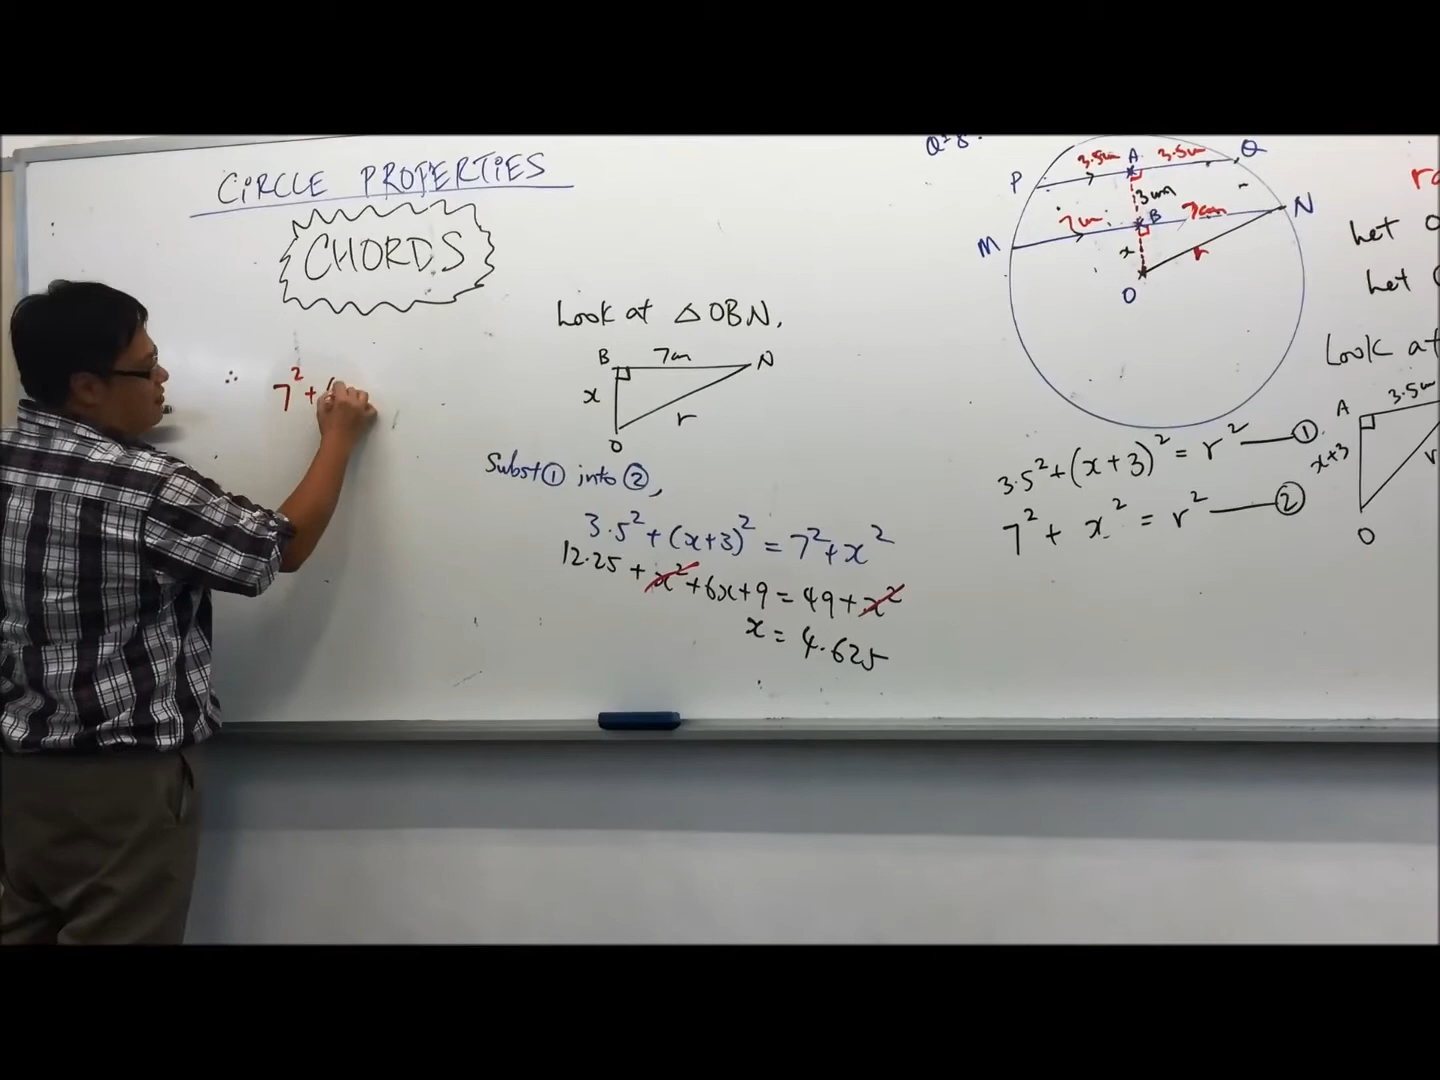 CIRCLE PROPERTIES
CHORDS
∴ 7² + (
Look at △OBN,
B 7cm N
x
r
O
Subst ① into ②,
3.5² + (x+3)² = 7² + x²
12.25 + x² + 6x + 9 = 49 + x²
x = 4.625
3.5cm A 3.5cm Q
P
3cm
7cm B 7cm N
M
x r
O
3.5² + (x+3)² = r² — ①
7² + x² = r² — ②
Let
Let
Look at
A 3.5cm
x+3
r
O